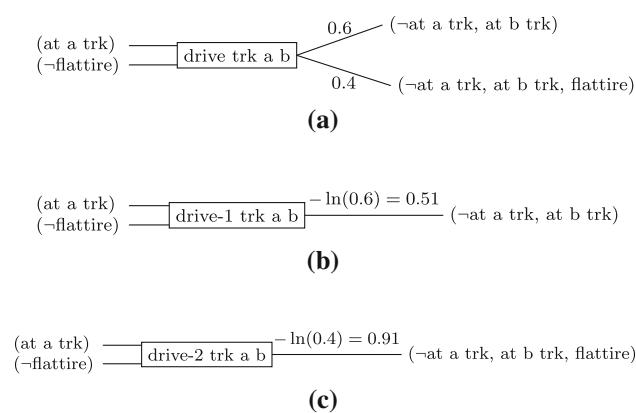 (at a trk)
(¬flattire)
drive trk a b
0.6
(¬at a trk, at b trk)
0.4
(¬at a trk, at b trk, flattire)
(a)
(at a trk)
(¬flattire)
drive-1 trk a b
− ln(0.6) = 0.51
(¬at a trk, at b trk)
(b)
(at a trk)
(¬flattire)
drive-2 trk a b
− ln(0.4) = 0.91
(¬at a trk, at b trk, flattire)
(c)